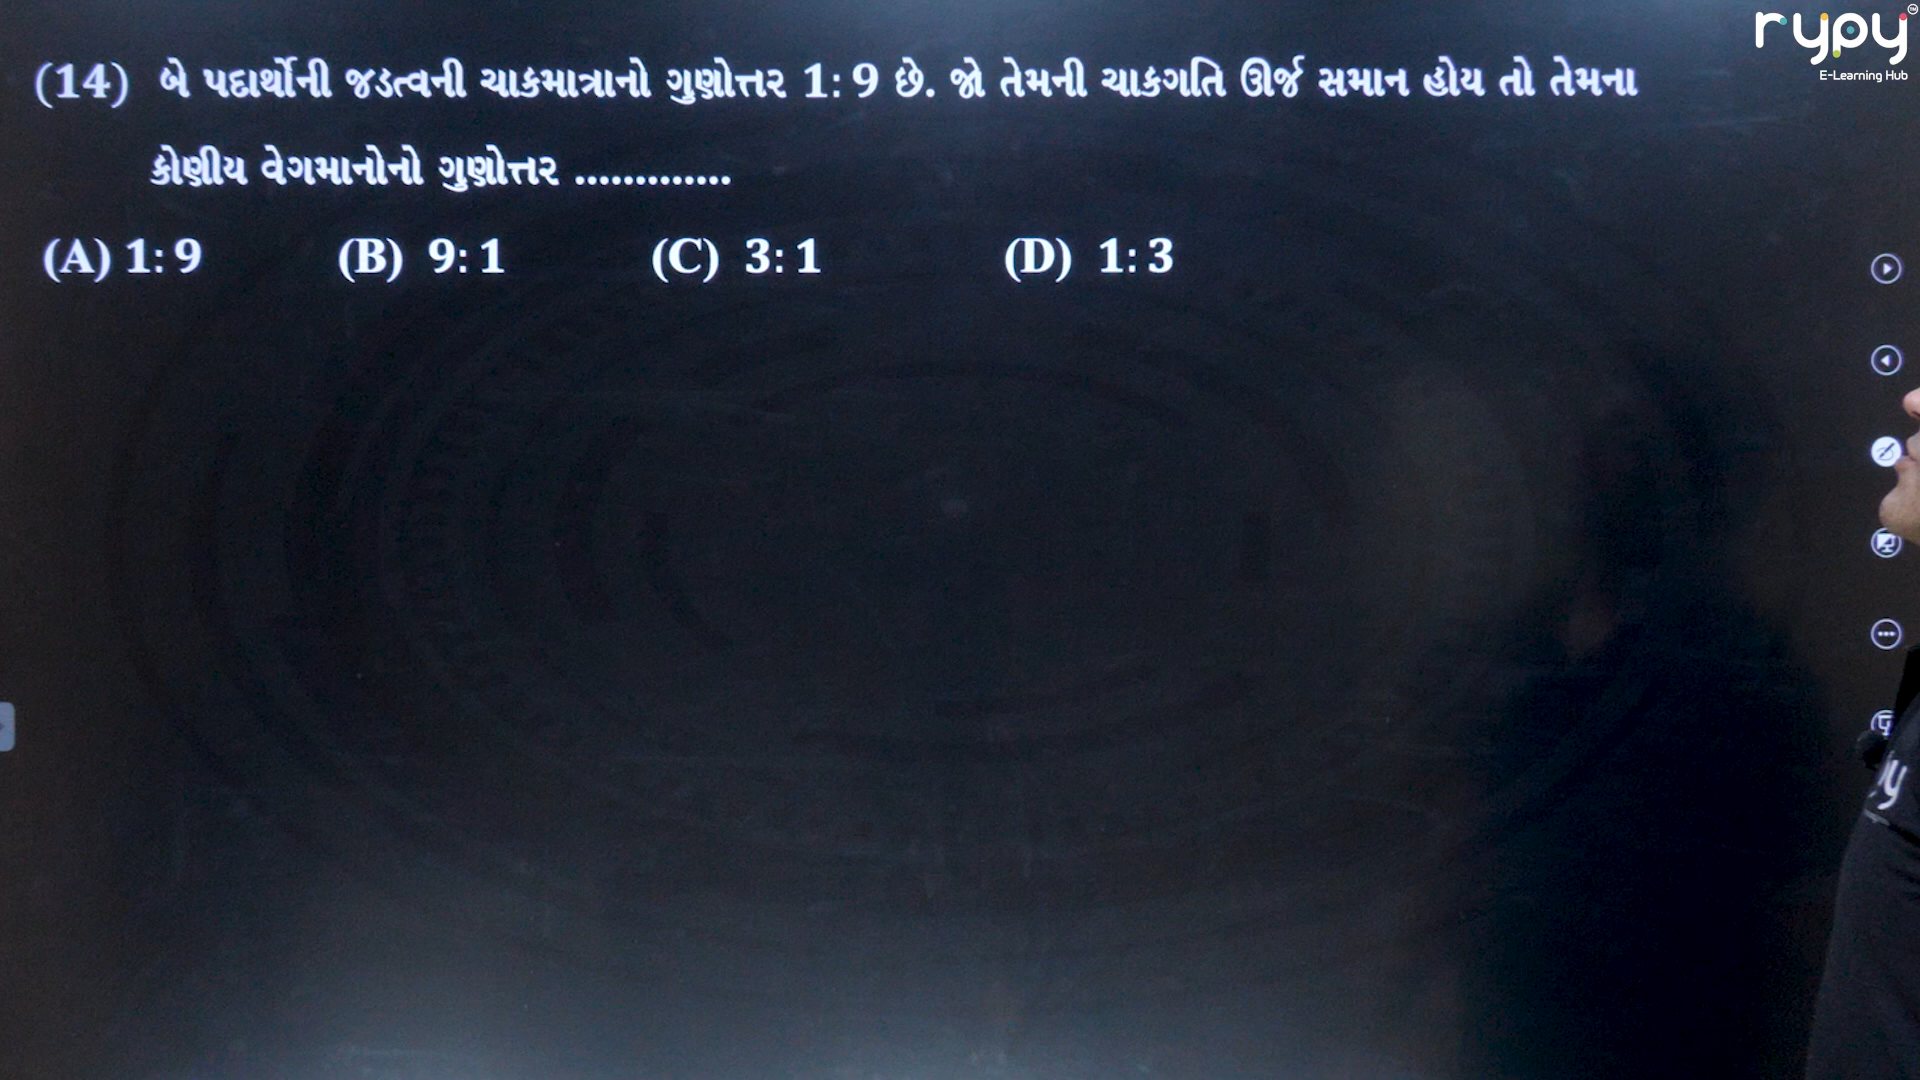 rypy
E-Learning Hub
(14) બે પદાર્થોની જડત્વની ચાકમાત્રાનો ગુણોત્તર 1: 9 છે. જો તેમની ચાકગતિ ઊર્જા સમાન હોય તો તેમના
કોણીય વેગમાનોનો ગુણોત્તર .............
(A) 1: 9 (B) 9: 1 (C) 3: 1 (D) 1: 3